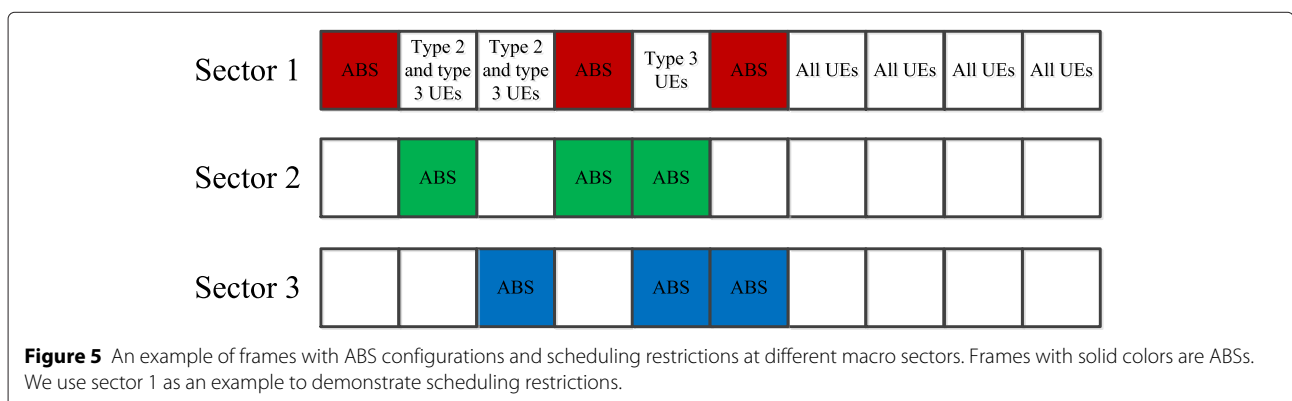 Sector 1
ABS
Type 2
and type
3 UEs
Type 2
and type
3 UEs
ABS
Type 3
UEs
ABS
All UEs
All UEs
All UEs
All UEs
Sector 2
ABS
ABS
ABS
Sector 3
ABS
ABS
ABS
Figure 5 An example of frames with ABS configurations and scheduling restrictions at different macro sectors. Frames with solid colors are ABSs.
We use sector 1 as an example to demonstrate scheduling restrictions.